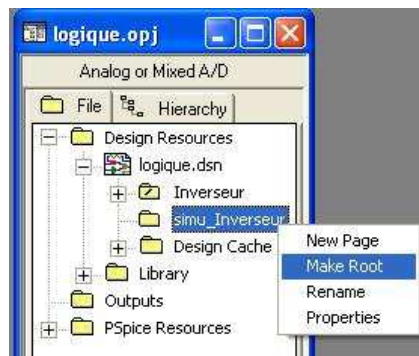 logique.opj
Analog or Mixed A/D
File Hierarchy
Design Resources
logique.dsn
Inverseur
simu_Inverseur
Design Cache
Library
Outputs
PSpice Resources
New Page
Make Root
Rename
Properties